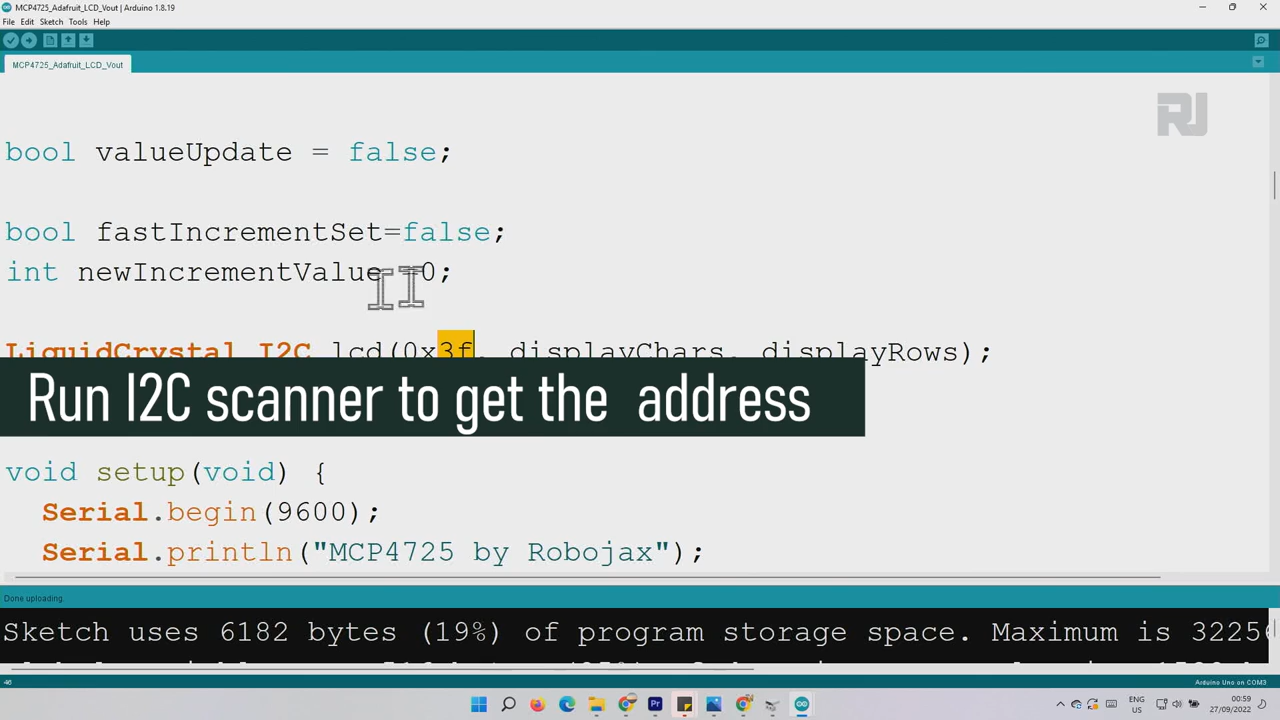 MCP4725_Adafruit_LCD_Vout | Arduino 1.8.19
File Edit Sketch Tools Help
MCP4725_Adafruit_LCD_Vout
RJ
bool valueUpdate = false;
bool fastIncrementSet=false;
int newIncrementValue =0;
LiquidCrystal_I2C lcd(0x3f, displayChars, displayRows);
Run I2C scanner to get the address
void setup(void) {
Serial.begin(9600);
Serial.println("MCP4725 by Robojax");
Done uploading.
Sketch uses 6182 bytes (19%) of program storage space. Maximum is 32256
46
Arduino Uno on COM3
ENG
US
00:59
27/09/2022